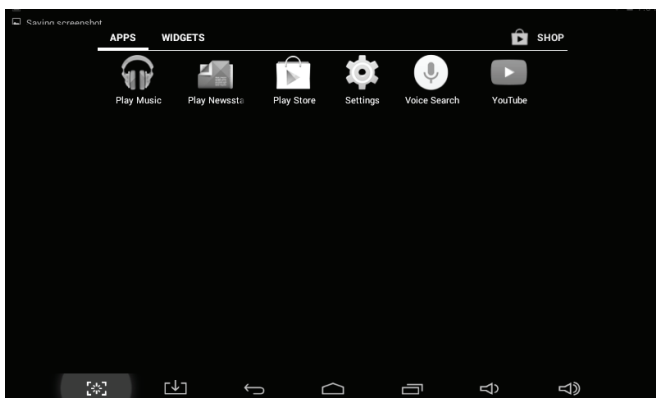 Saving screenshot
APPS WIDGETS SHOP
Play Music Play Newssta Play Store Settings Voice Search YouTube